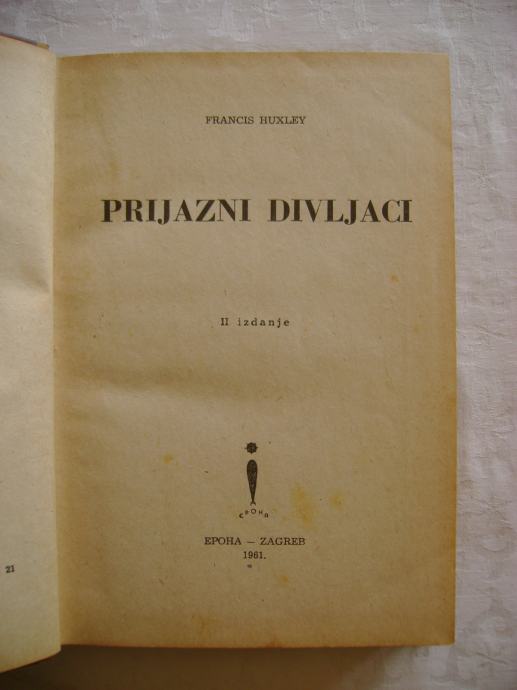 FRANCIS HUXLEY
PRIJAZNI DIVLJACI
II izdanje
EPOHA
EPOHA — ZAGREB
1961.
21